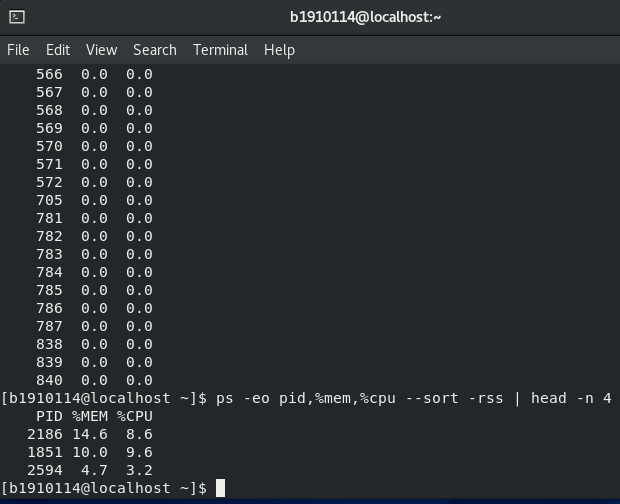 b1910114@localhost:~
File Edit View Search Terminal Help
566 0.0 0.0
567 0.0 0.0
568 0.0 0.0
569 0.0 0.0
570 0.0 0.0
571 0.0 0.0
572 0.0 0.0
705 0.0 0.0
781 0.0 0.0
782 0.0 0.0
783 0.0 0.0
784 0.0 0.0
785 0.0 0.0
786 0.0 0.0
787 0.0 0.0
838 0.0 0.0
839 0.0 0.0
840 0.0 0.0
[b1910114@localhost ~]$ ps -eo pid,%mem,%cpu --sort -rss | head -n 4
PID %MEM %CPU
2186 14.6 8.6
1851 10.0 9.6
2594 4.7 3.2
[b1910114@localhost ~]$